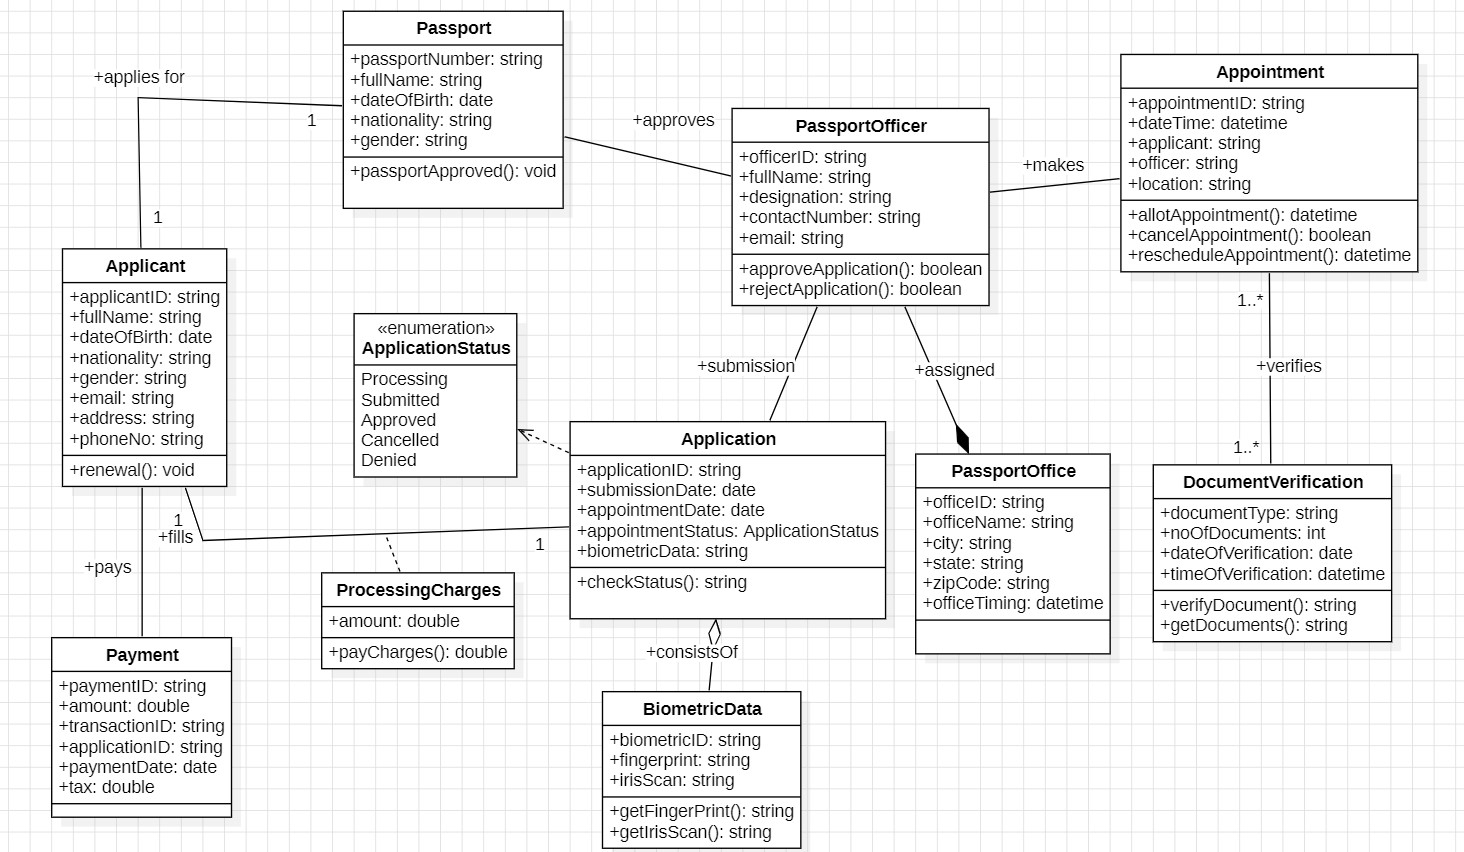 Passport
+passportNumber: string
+fullName: string
+dateOfBirth: date
+nationality: string
+gender: string
+passportApproved(): void
+applies for
1
1
+approves
PassportOfficer
+officerID: string
+fullName: string
+designation: string
+contactNumber: string
+email: string
+approveApplication(): boolean
+rejectApplication(): boolean
+makes
Appointment
+appointmentID: string
+dateTime: datetime
+applicant: string
+officer: string
+location: string
+allotAppointment(): datetime
+cancelAppointment(): boolean
+rescheduleAppointment(): datetime
Applicant
+applicantID: string
+fullName: string
+dateOfBirth: date
+nationality: string
+gender: string
+email: string
+address: string
+phoneNo: string
+renewal(): void
«enumeration»
ApplicationStatus
Processing
Submitted
Approved
Cancelled
Denied
+submission
+assigned
1..*
+verifies
1..*
Application
+applicationID: string
+submissionDate: date
+appointmentDate: date
+appointmentStatus: ApplicationStatus
+biometricData: string
+checkStatus(): string
PassportOffice
+officeID: string
+officeName: string
+city: string
+state: string
+zipCode: string
+officeTiming: datetime
DocumentVerification
+documentType: string
+noOfDocuments: int
+dateOfVerification: date
+timeOfVerification: datetime
+verifyDocument(): string
+getDocuments(): string
1
+fills
1
+pays
ProcessingCharges
+amount: double
+payCharges(): double
+consistsOf
Payment
+paymentID: string
+amount: double
+transactionID: string
+applicationID: string
+paymentDate: date
+tax: double
BiometricData
+biometricID: string
+fingerprint: string
+irisScan: string
+getFingerPrint(): string
+getIrisScan(): string